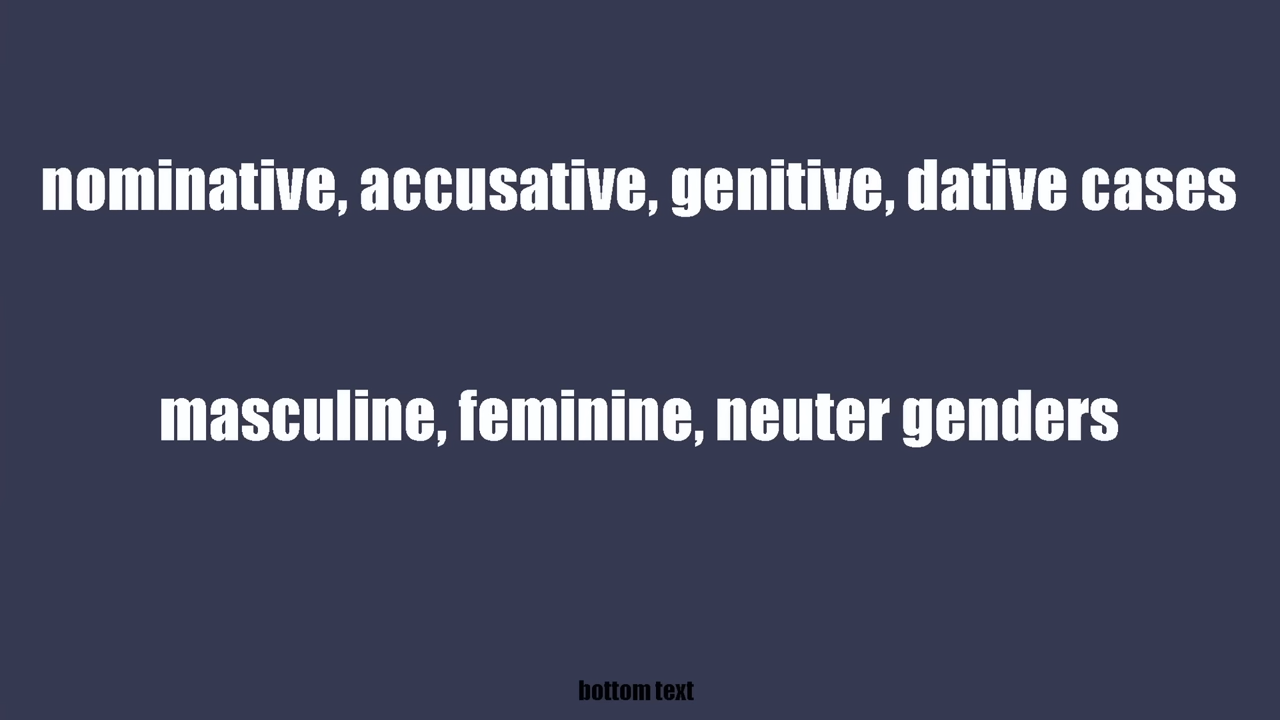 nominative, accusative, genitive, dative cases
masculine, feminine, neuter genders
bottom text